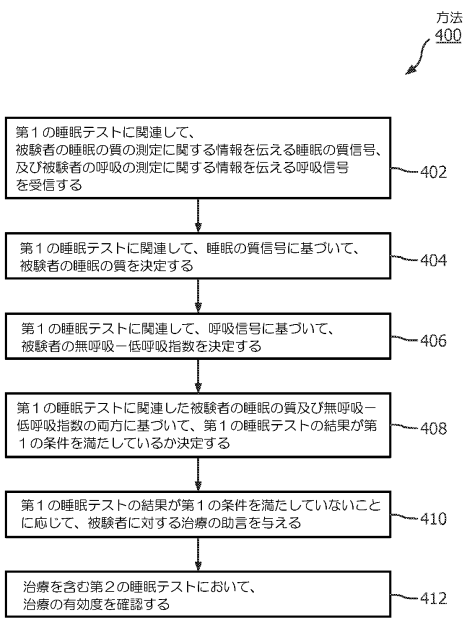 方法
400
第1の睡眠テストに関連して、
被験者の睡眠の質の測定に関する情報を伝える睡眠の質信号、
及び被験者の呼吸の測定に関する情報を伝える呼吸信号
を受信する
402
第1の睡眠テストに関連して、睡眠の質信号に基づいて、
被験者の睡眠の質を決定する
404
第1の睡眠テストに関連して、呼吸信号に基づいて、
被験者の無呼吸－低呼吸指数を決定する
406
第1の睡眠テストに関連した被験者の睡眠の質及び無呼吸－
低呼吸指数の両方に基づいて、第1の睡眠テストの結果が第
1の条件を満たしているか決定する
408
第1の睡眠テストの結果が第1の条件を満たしていないこと
に応じて、被験者に対する治療の助言を与える
410
治療を含む第2の睡眠テストにおいて、
治療の有効度を確認する
412